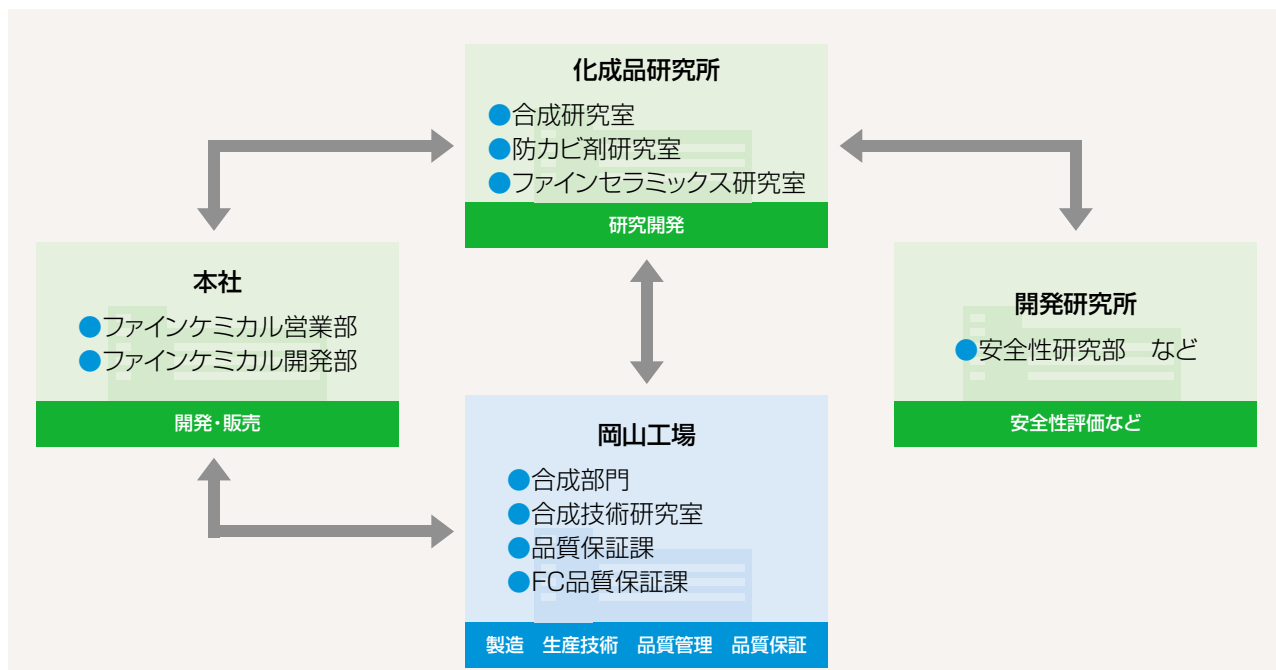 化成品研究所
●合成研究室
●防カビ剤研究室
●ファインセラミックス研究室
研究開発
本社
●ファインケミカル営業部
●ファインケミカル開発部
開発・販売
開発研究所
●安全性研究部　など
安全性評価など
岡山工場
●合成部門
●合成技術研究室
●品質保証課
●FC品質保証課
製造　生産技術　品質管理　品質保証